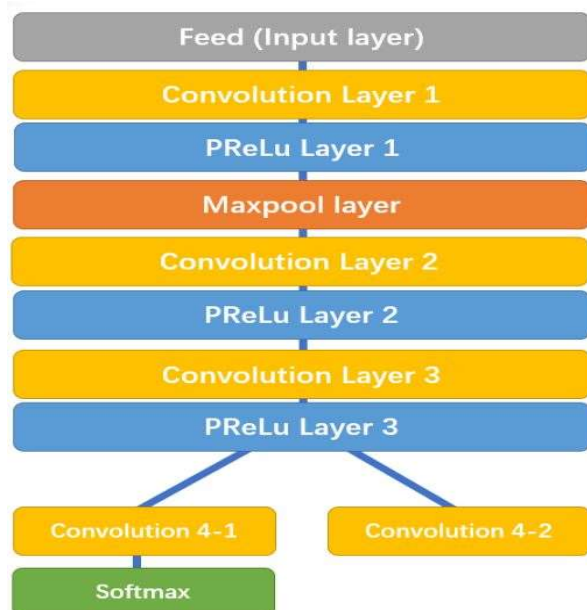 Feed (Input layer)
Convolution Layer 1
PReLu Layer 1
Maxpool layer
Convolution Layer 2
PReLu Layer 2
Convolution Layer 3
PReLu Layer 3
Convolution 4-1
Convolution 4-2
Softmax